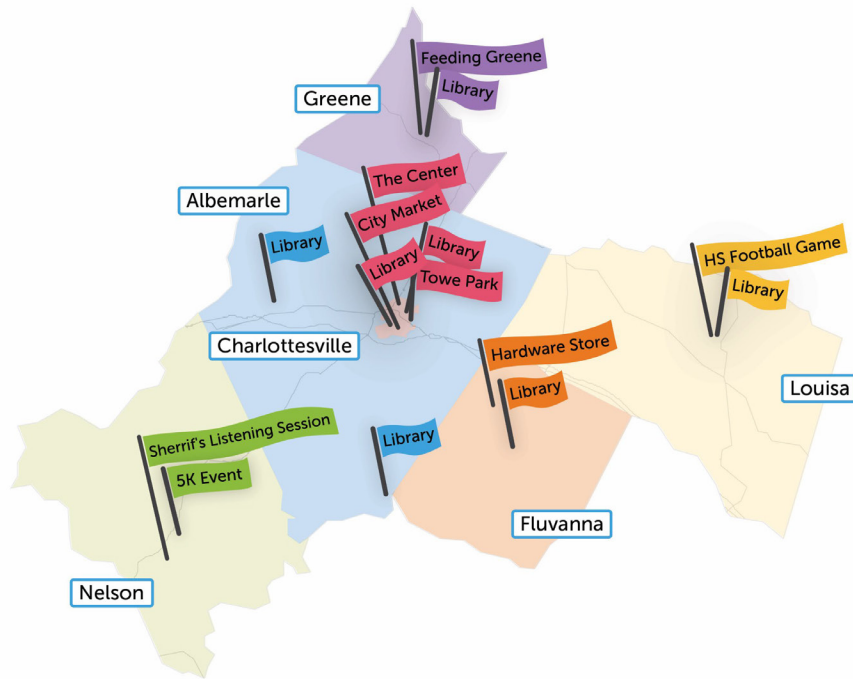 Feeding Greene
Library
Greene
The Center
Albemarle
City Market
Library
Library
Library
Towe Park
HS Football Game
Library
Charlottesville
Hardware Store
Louisa
Library
Sherrif's Listening Session
Library
5K Event
Fluvanna
Nelson